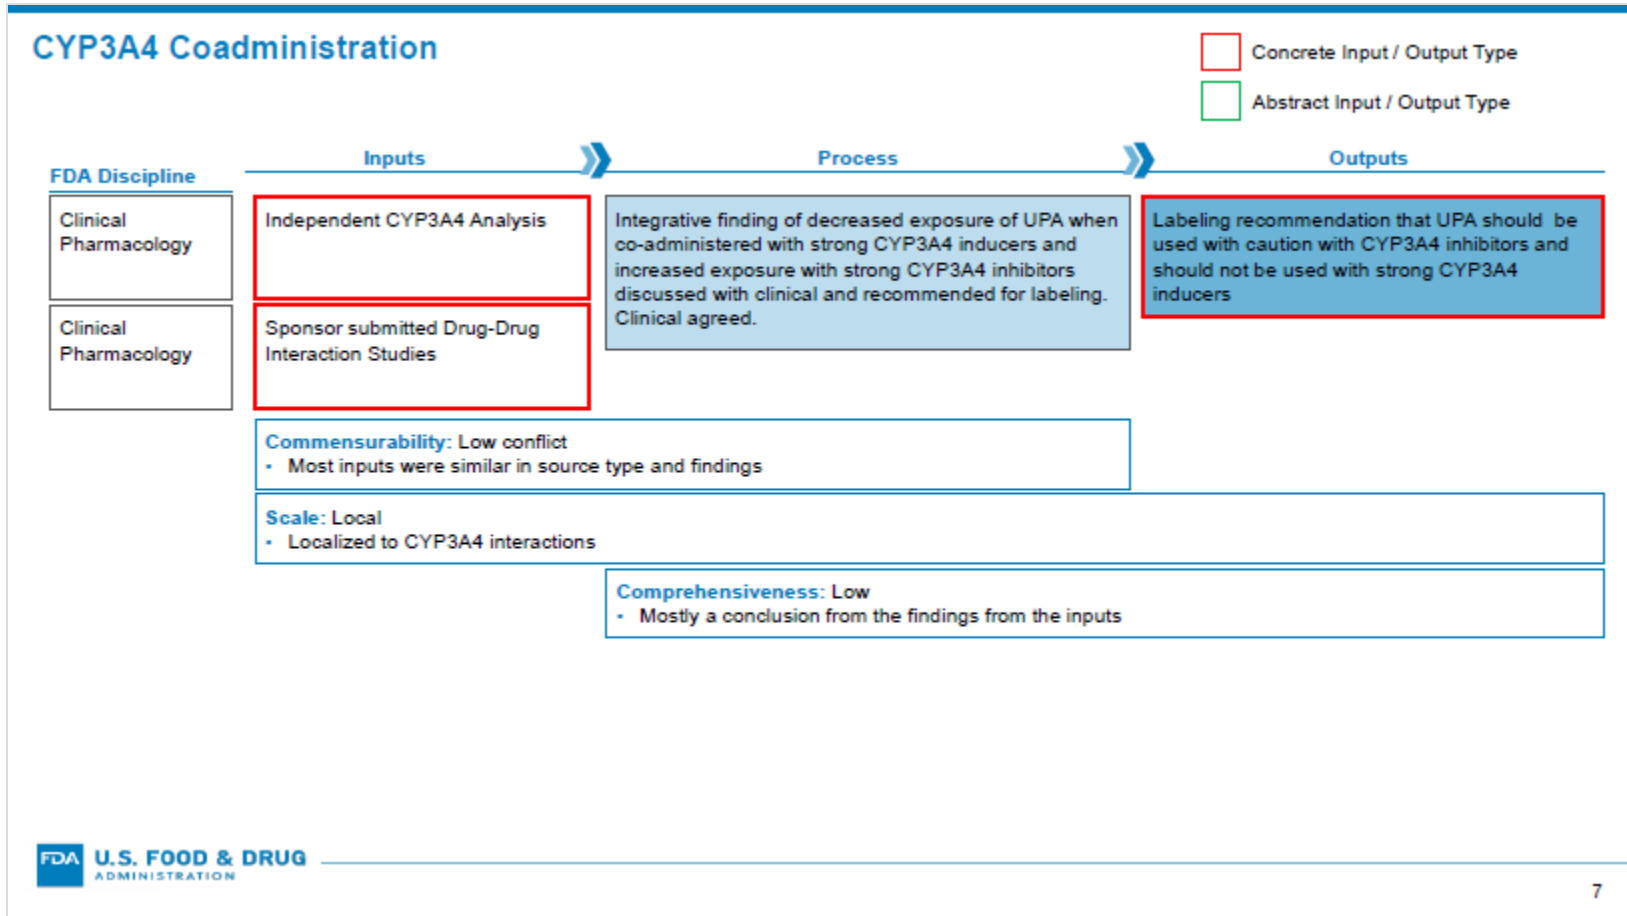 CYP3A4 Coadministration
Concrete Input / Output Type
Abstract Input / Output Type
FDA Discipline
Inputs
Process
Outputs
Clinical
Pharmacology
Independent CYP3A4 Analysis
Integrative finding of decreased exposure of UPA when
co-administered with strong CYP3A4 inducers and
increased exposure with strong CYP3A4 inhibitors
discussed with clinical and recommended for labeling.
Clinical agreed.
Labeling recommendation that UPA should be
used with caution with CYP3A4 inhibitors and
should not be used with strong CYP3A4
inducers
Clinical
Pharmacology
Sponsor submitted Drug-Drug
Interaction Studies
Commensurability: Low conflict
• Most inputs were similar in source type and findings
Scale: Local
• Localized to CYP3A4 interactions
Comprehensiveness: Low
• Mostly a conclusion from the findings from the inputs
FDA U.S. FOOD & DRUG
ADMINISTRATION
7